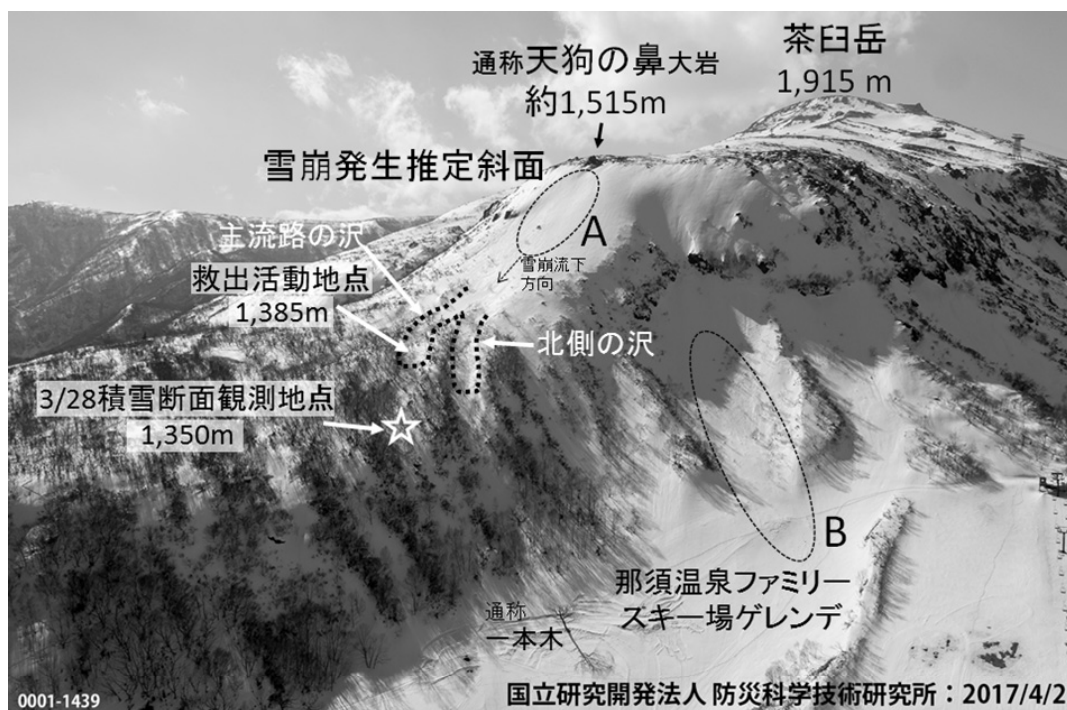 茶臼岳
1,915 m
通称天狗の鼻大岩
約1,515m
雪崩発生推定斜面
A
主流路の沢
雪崩流下
方向
救出活動地点
1,385m
北側の沢
3/28積雪断面観測地点
1,350m
B
那須温泉ファミリー
スキー場ゲレンデ
通称
一本木
0001-1439
国立研究開発法人 防災科学技術研究所：2017/4/2